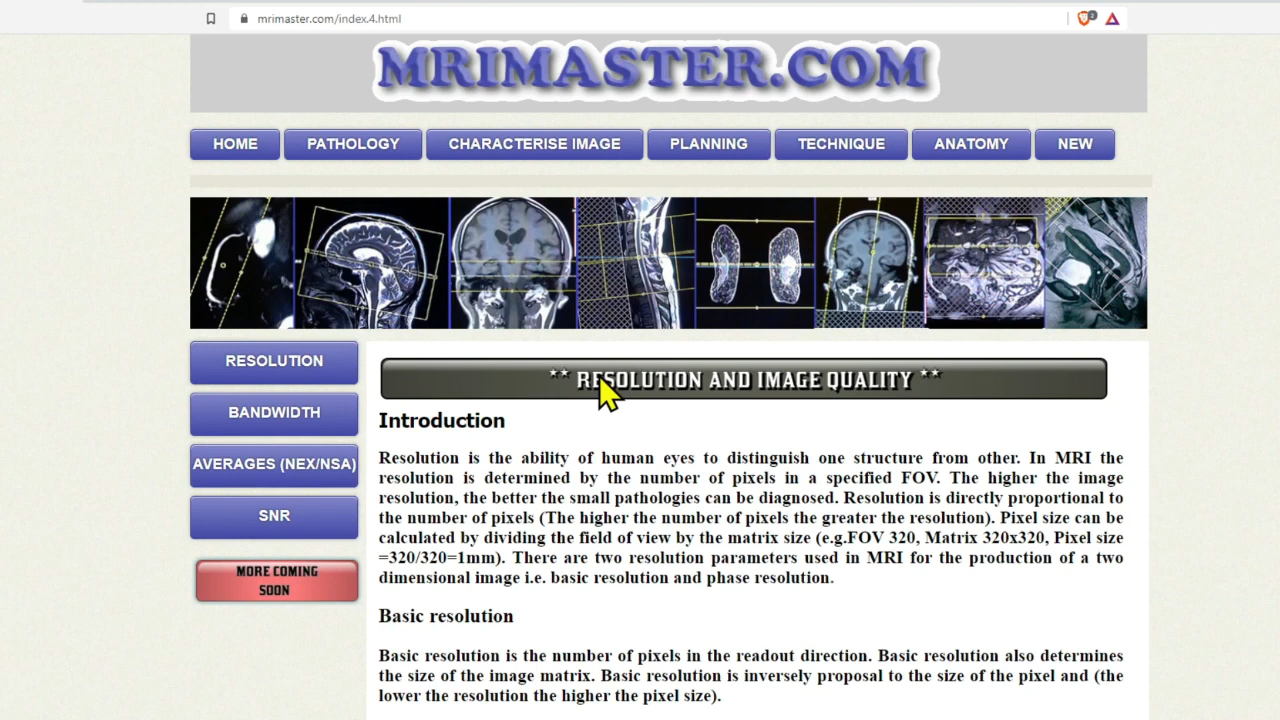 mrimaster.com/index.4.html
2
MRIMASTER.COM
HOME PATHOLOGY CHARACTERISE IMAGE PLANNING TECHNIQUE ANATOMY NEW
RESOLUTION
BANDWIDTH
AVERAGES (NEX/NSA)
SNR
MORE COMING
SOON
** RESOLUTION AND IMAGE QUALITY **
Introduction
Resolution is the ability of human eyes to distinguish one structure from other. In MRI the
resolution is determined by the number of pixels in a specified FOV. The higher the image
resolution, the better the small pathologies can be diagnosed. Resolution is directly proportional to
the number of pixels (The higher the number of pixels the greater the resolution). Pixel size can be
calculated by dividing the field of view by the matrix size (e.g.FOV 320, Matrix 320x320, Pixel size
=320/320=1mm). There are two resolution parameters used in MRI for the production of a two
dimensional image i.e. basic resolution and phase resolution.
Basic resolution
Basic resolution is the number of pixels in the readout direction. Basic resolution also determines
the size of the image matrix. Basic resolution is inversely proposal to the size of the pixel and (the
lower the resolution the higher the pixel size).